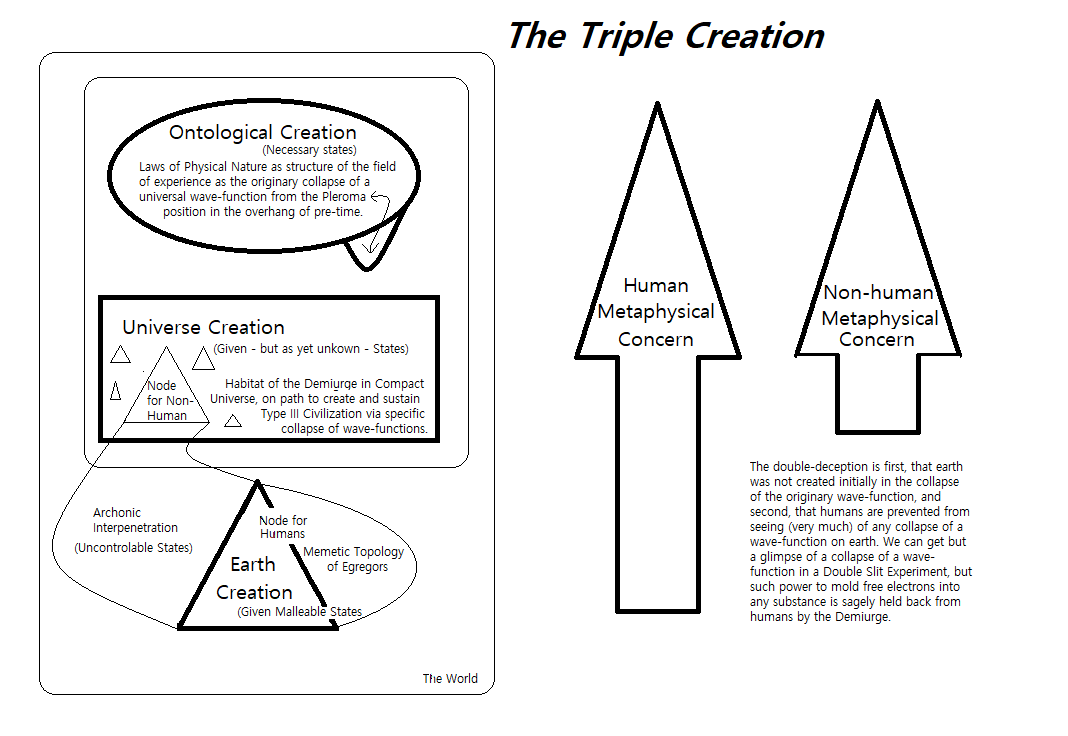 The Triple Creation
Ontological Creation
(Necessary states)
Laws of Physical Nature as structure of the field
of experience as the originary collapse of a
universal wave-function from the Pleroma
position in the overhang of pre-time.
Universe Creation
(Given - but as yet unkown - States)
Node
for Non-
Human
Habitat of the Demiurge in Compact
Universe, on path to create and sustain
Type III Civilization via specific
collapse of wave-functions.
Archonic
Interpenetration
(Uncontrolable States)
Node for
Humans
Memetic Topology
of Egregors
Earth
Creation
(Given Malleable States
The World
Human
Metaphysical
Concern
Non-human
Metaphysical
Concern
The double-deception is first, that earth
was not created initially in the collapse
of the originary wave-function, and
second, that humans are prevented from
seeing (very much) of any collapse of a
wave-function on earth. We can get but
a glimpse of a collapse of a wave-
function in a Double Slit Experiment, but
such power to mold free electrons into
any substance is sagely held back from
humans by the Demiurge.